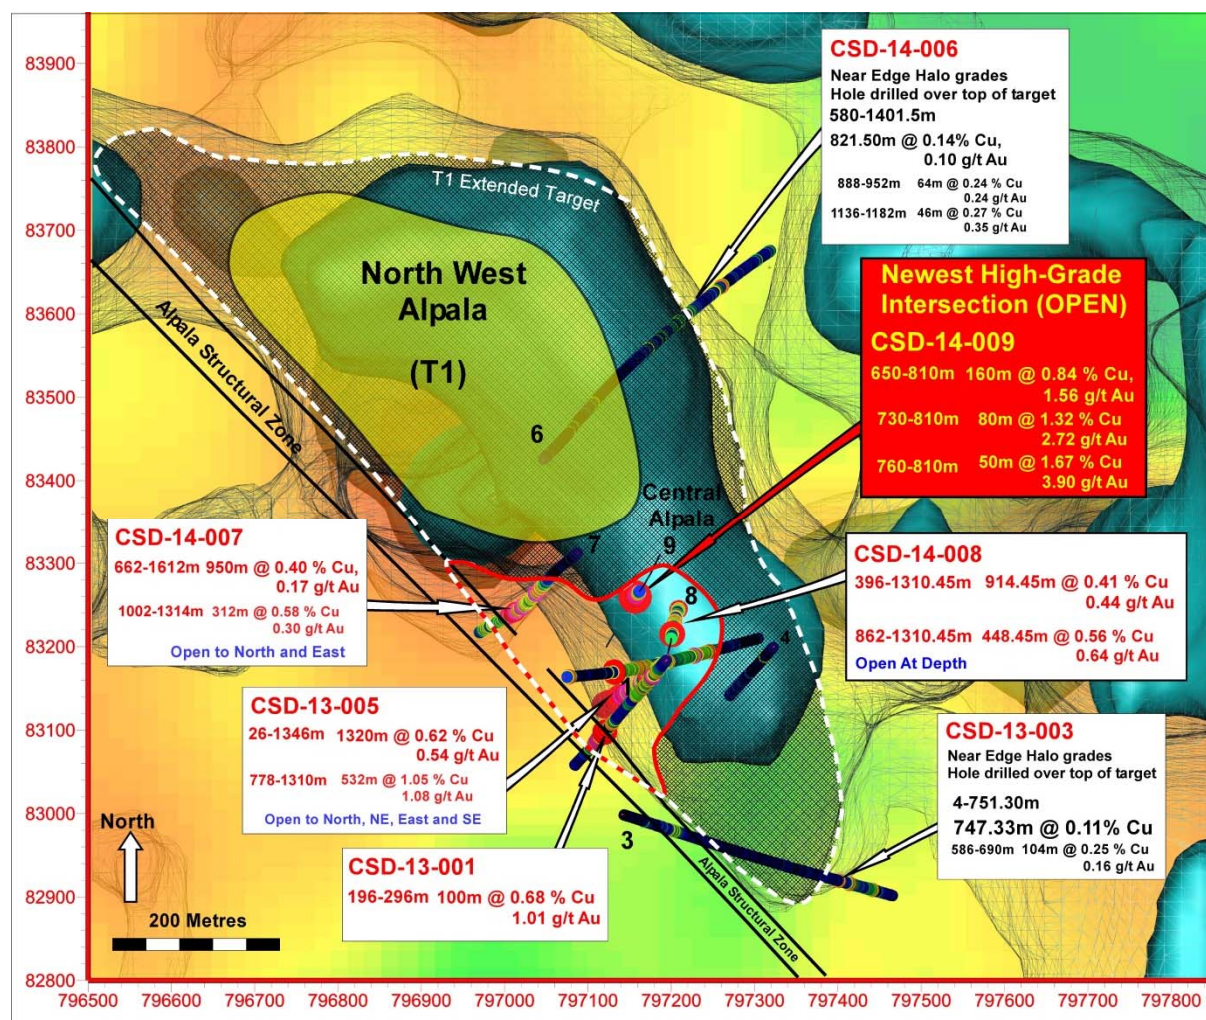 CSD-14-006
Near Edge Halo grades
Hole drilled over top of target
580-1401.5m
821.50m @ 0.14% Cu,
0.10 g/t Au
888-952m 64m @ 0.24 % Cu
0.24 g/t Au
1136-1182m 46m @ 0.27 % Cu
0.35 g/t Au
Newest High-Grade
Intersection (OPEN)
CSD-14-009
650-810m 160m @ 0.84 % Cu,
1.56 g/t Au
730-810m 80m @ 1.32 % Cu
2.72 g/t Au
760-810m 50m @ 1.67 % Cu
3.90 g/t Au
T1 Extended Target
North West
Alpala
(T1)
Alpala Structural Zone
6
Central
Alpala
7
9
8
4
3
CSD-14-007
662-1612m 950m @ 0.40 % Cu,
0.17 g/t Au
1002-1314m 312m @ 0.58 % Cu
0.30 g/t Au
Open to North and East
CSD-14-008
396-1310.45m 914.45m @ 0.41 % Cu
0.44 g/t Au
862-1310.45m 448.45m @ 0.56 % Cu
0.64 g/t Au
Open At Depth
CSD-13-005
26-1346m 1320m @ 0.62 % Cu
0.54 g/t Au
778-1310m 532m @ 1.05 % Cu
1.08 g/t Au
Open to North, NE, East and SE
CSD-13-003
Near Edge Halo grades
Hole drilled over top of target
4-751.30m
747.33m @ 0.11% Cu
586-690m 104m @ 0.25 % Cu
0.16 g/t Au
CSD-13-001
196-296m 100m @ 0.68 % Cu
1.01 g/t Au
Alpala Structural Zone
North
200 Metres
83900
83800
83700
83600
83500
83400
83300
83200
83100
83000
82900
82800
796500 796600 796700 796800 796900 797000 797100 797200 797300 797400 797500 797600 797700 797800